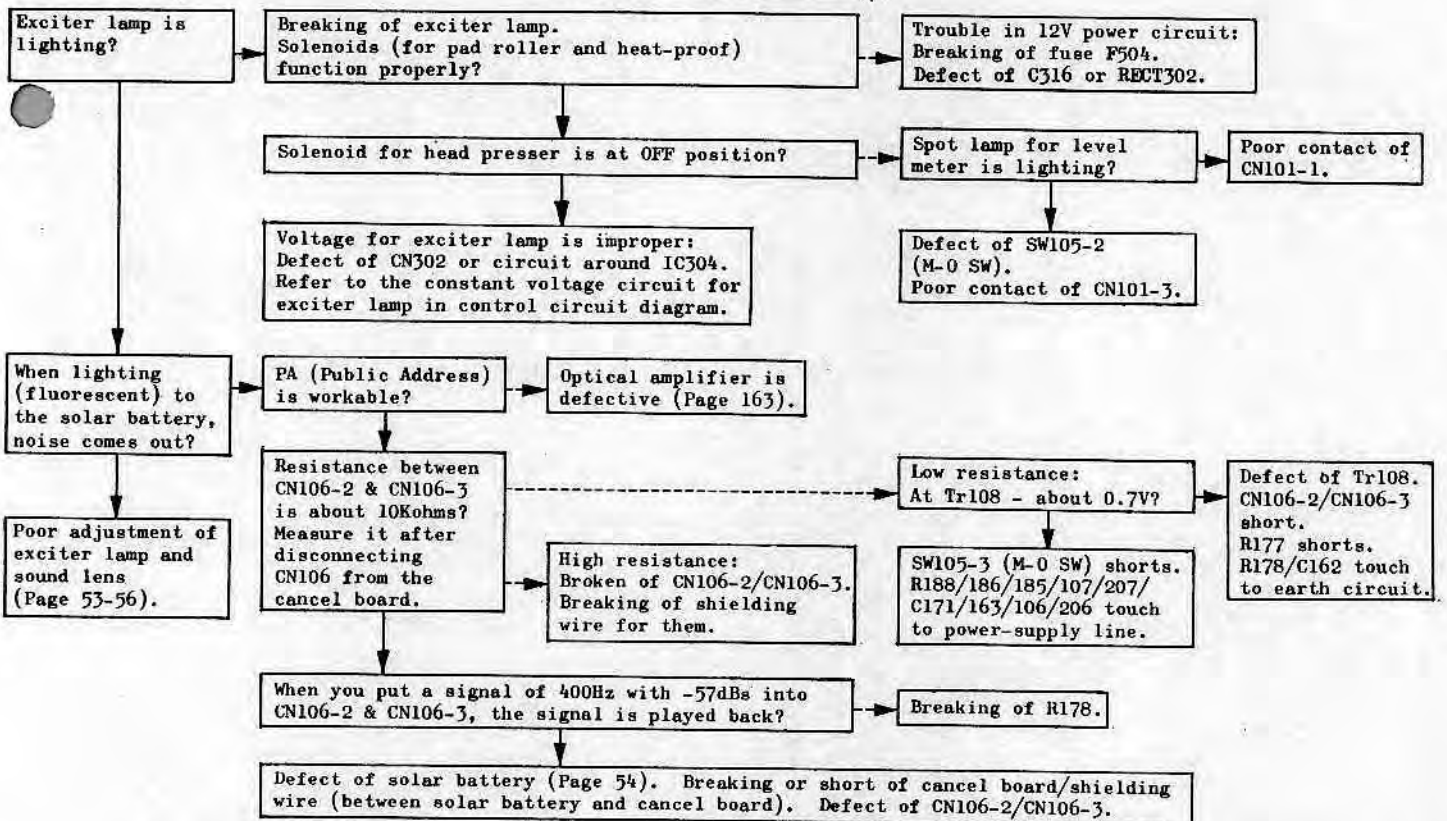 Exciter lamp is
lighting?
Breaking of exciter lamp.
Solenoids (for pad roller and heat-proof)
function properly?
Trouble in 12V power circuit:
Breaking of fuse F504.
Defect of C316 or RECT302.
Solenoid for head presser is at OFF position?
Spot lamp for level
meter is lighting?
Poor contact of
CN101-1.
Voltage for exciter lamp is improper:
Defect of CN302 or circuit around IC304.
Refer to the constant voltage circuit for
exciter lamp in control circuit diagram.
Defect of SW105-2
(M-O SW).
Poor contact of CN101-3.
When lighting
(fluorescent) to
the solar battery,
noise comes out?
PA (Public Address)
is workable?
Optical amplifier is
defective (Page 163).
Poor adjustment of
exciter lamp and
sound lens
(Page 53-56).
Resistance between
CN106-2 & CN106-3
is about 10Kohms?
Measure it after
disconnecting
CN106 from the
cancel board.
Low resistance:
At Tr108 - about 0.7V?
Defect of Tr108.
CN106-2/CN106-3
short.
R177 shorts.
R178/C162 touch
to earth circuit.
High resistance:
Broken of CN106-2/CN106-3.
Breaking of shielding
wire for them.
SW105-3 (M-O SW) shorts.
R188/186/185/107/207/
C171/163/106/206 touch
to power-supply line.
When you put a signal of 400Hz with -57dBs into
CN106-2 & CN106-3, the signal is played back?
Breaking of R178.
Defect of solar battery (Page 54). Breaking or short of cancel board/shielding
wire (between solar battery and cancel board). Defect of CN106-2/CN106-3.